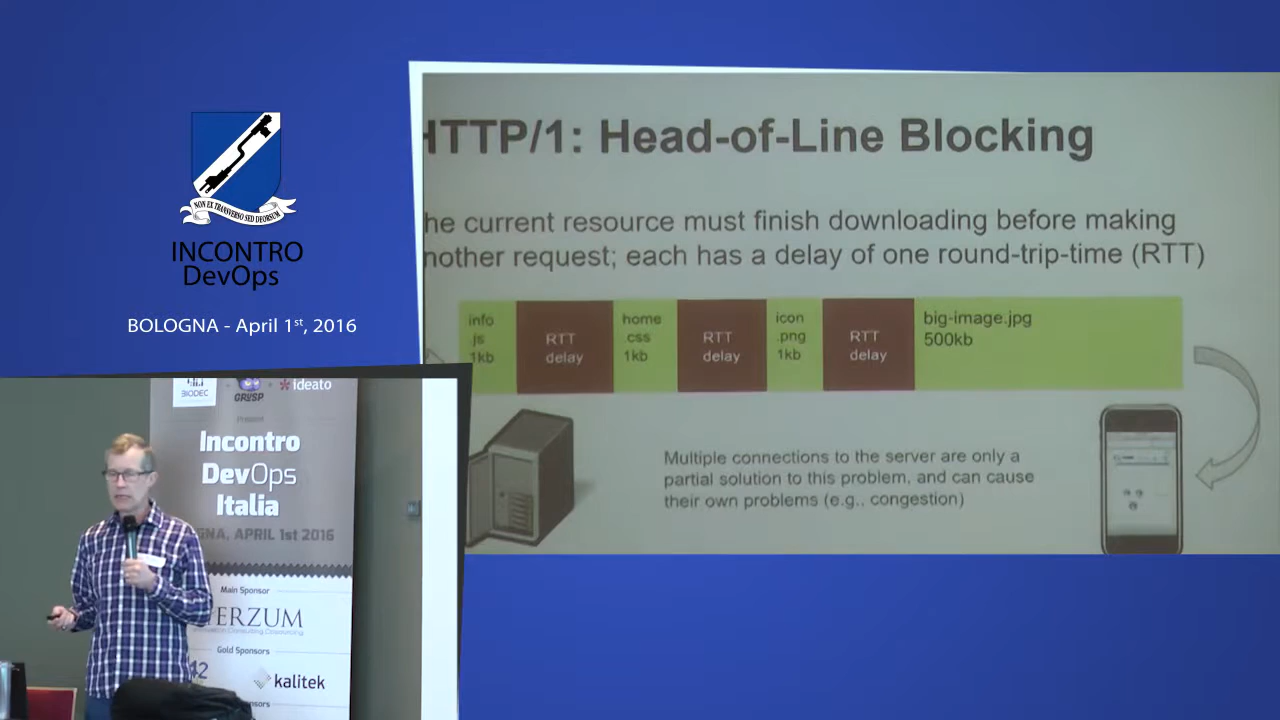 NON EX TRANSVERSO SED DEORSUM
INCONTRO
DevOps
BOLOGNA - April 1st, 2016
HTTP/1: Head-of-Line Blocking
he current resource must finish downloading before making
nother request; each has a delay of one round-trip-time (RTT)
info
.js
1kb
RTT
delay
home
.css
1kb
RTT
delay
icon
.png
1kb
RTT
delay
big-image.jpg
500kb
Multiple connections to the server are only a
partial solution to this problem, and can cause
their own problems (e.g., congestion)
BIODEC
GRUSP
ideato
Present
Incontro
DevOps
Italia
GNA, APRIL 1st 2016
Main Sponsor
ERZUM
Gold Sponsors
kalitek
nsors